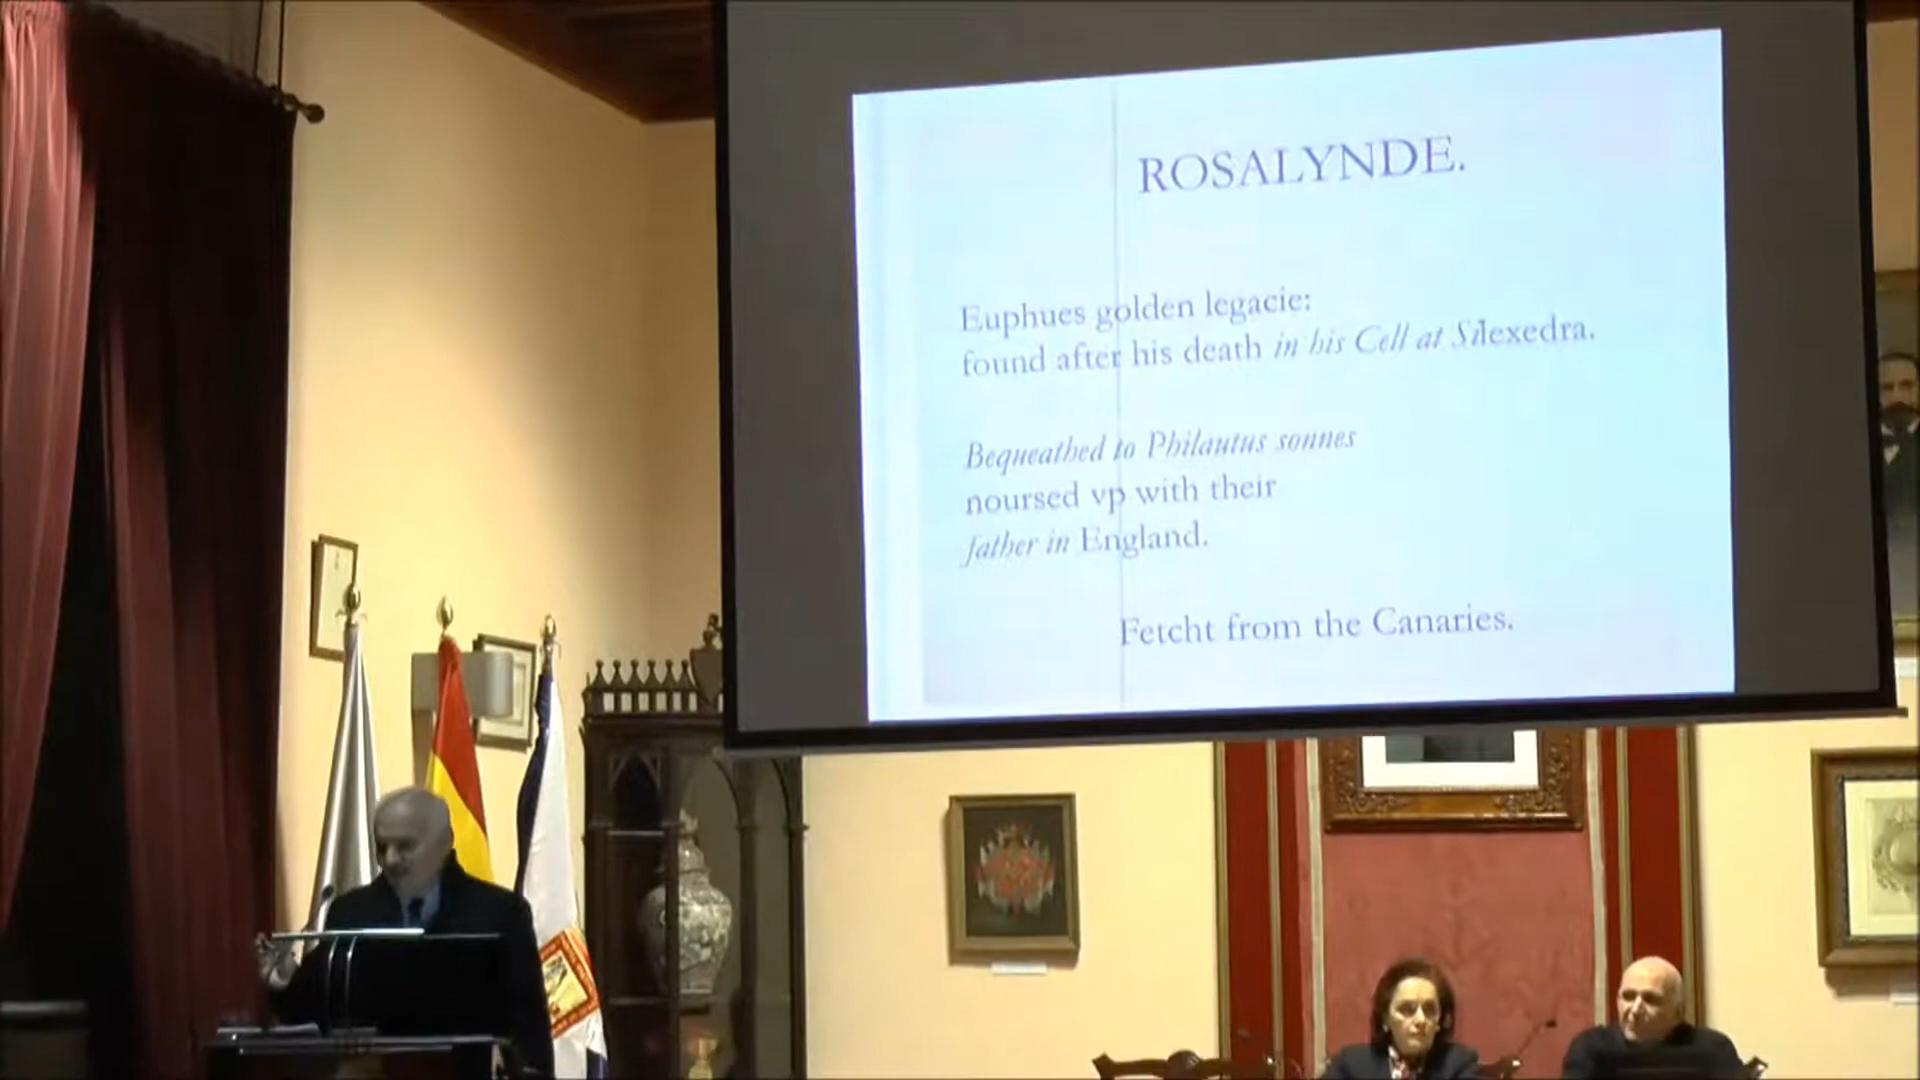 ROSALYNDE.
Euphues golden legacie:
found after his death in his Cell at Silexedra.
Bequeathed to Philautus sonnes
noursed vp with their
father in England.
Fetcht from the Canaries.